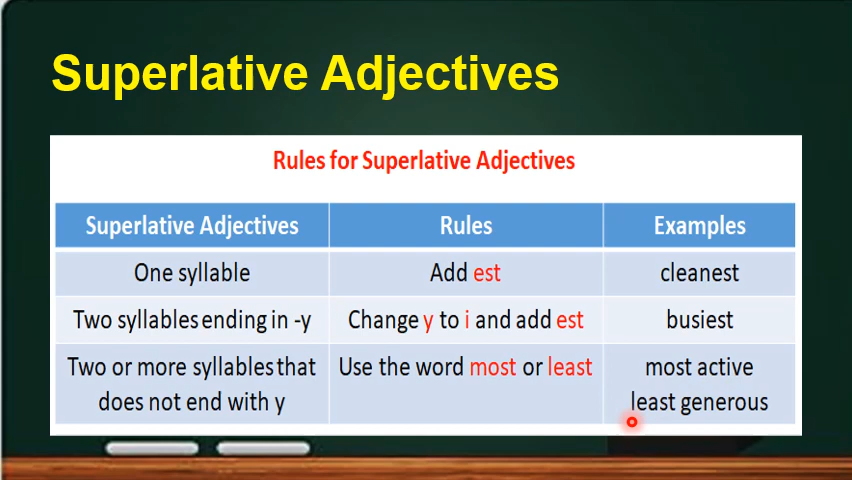 Superlative Adjectives
Rules for Superlative Adjectives
Superlative Adjectives Rules Examples
One syllable Add est cleanest
Two syllables ending in -y Change y to i and add est busiest
Two or more syllables that Use the word most or least most active
does not end with y least generous